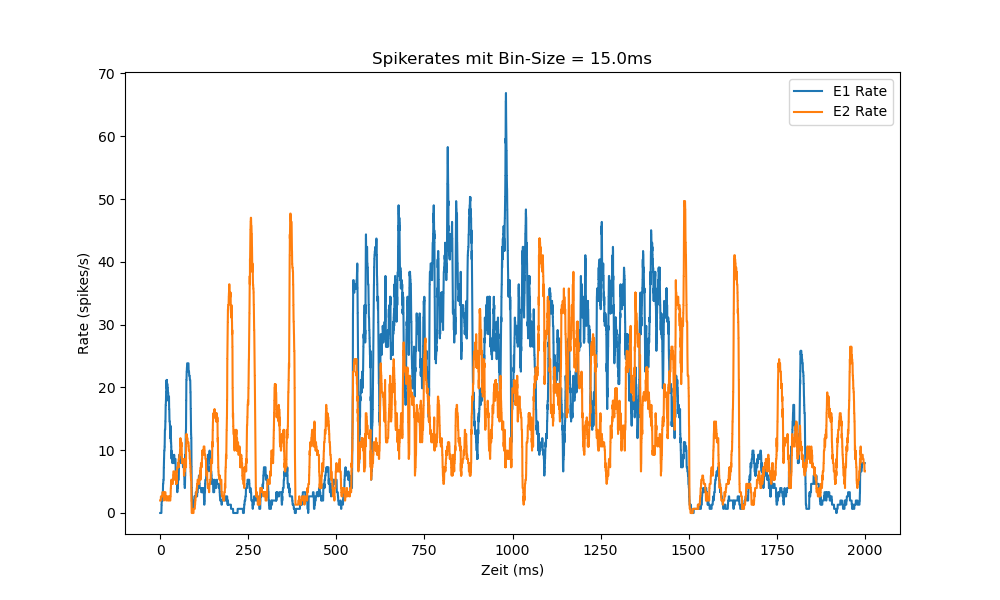 Spikerates mit Bin-Size = 15.0ms
70
60
50
40
30
20
10
0
Rate (spikes/s)
E1 Rate
E2 Rate
0 250 500 750 1000 1250 1500 1750 2000
Zeit (ms)